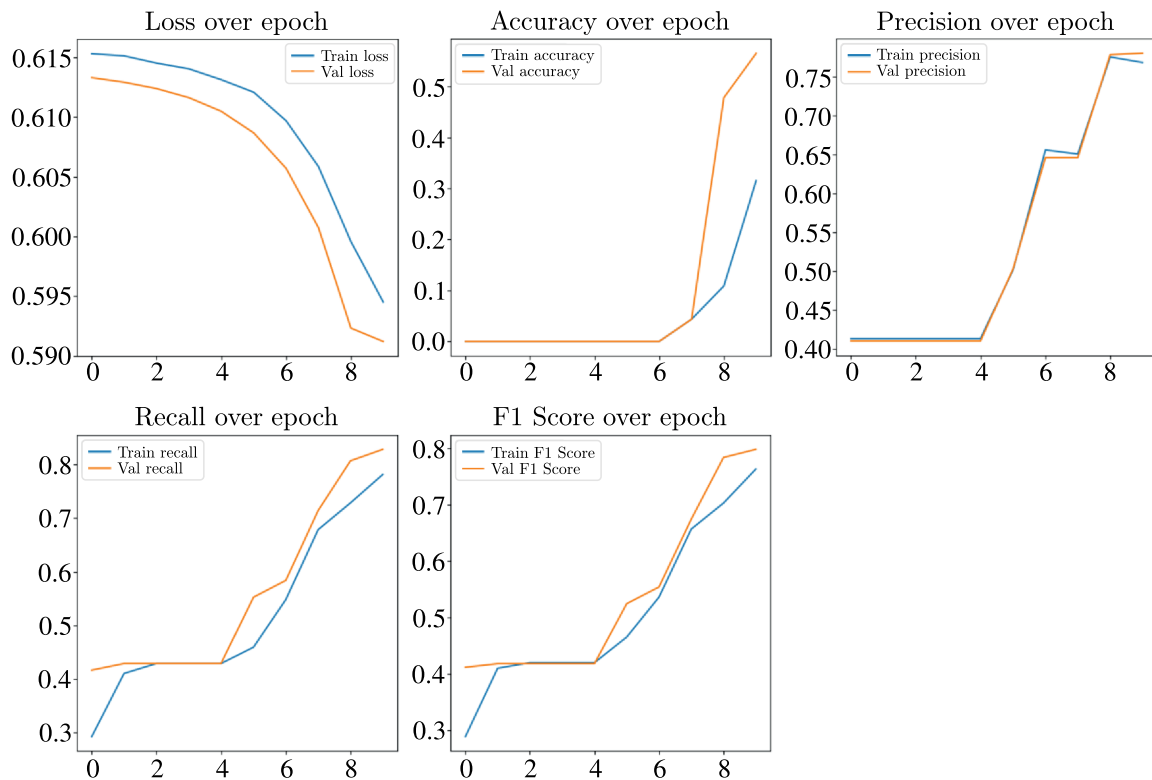 Loss over epoch
Train loss
Val loss
0.615
0.610
0.605
0.600
0.595
0.590
0 2 4 6 8
Accuracy over epoch
Train accuracy
Val accuracy
0.5
0.4
0.3
0.2
0.1
0.0
0 2 4 6 8
Precision over epoch
Train precision
Val precision
0.75
0.70
0.65
0.60
0.55
0.50
0.45
0.40
0 2 4 6 8
Recall over epoch
Train recall
Val recall
0.8
0.7
0.6
0.5
0.4
0.3
0 2 4 6 8
F1 Score over epoch
Train F1 Score
Val F1 Score
0.8
0.7
0.6
0.5
0.4
0.3
0 2 4 6 8